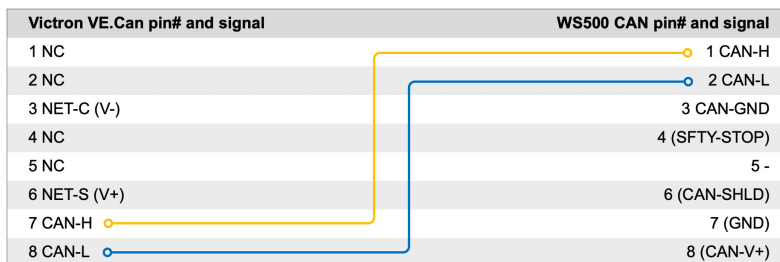 Victron VE.Can pin# and signal WS500 CAN pin# and signal
1 NC 1 CAN-H
2 NC 2 CAN-L
3 NET-C (V-) 3 CAN-GND
4 NC 4 (SFTY-STOP)
5 NC 5 -
6 NET-S (V+) 6 (CAN-SHLD)
7 CAN-H 7 (GND)
8 CAN-L 8 (CAN-V+)